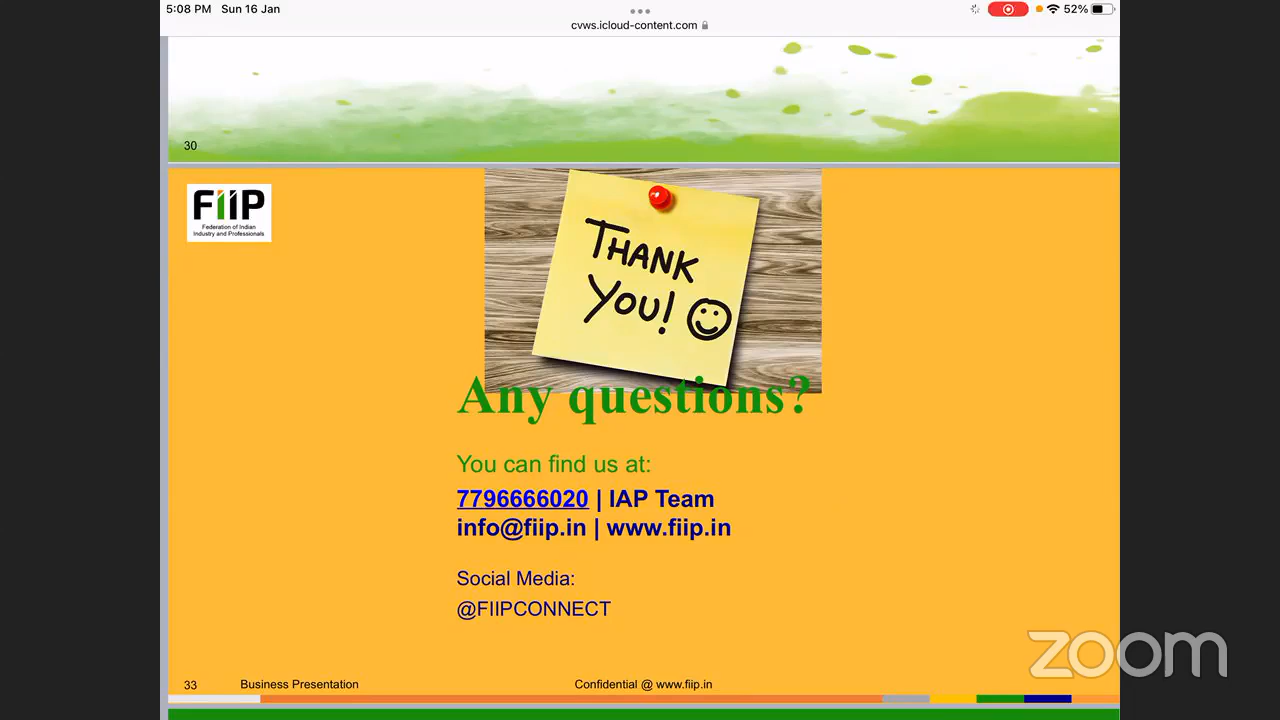 5:08 PM Sun 16 Jan
52%
cvws.icloud-content.com
30
FiiP
Federation of Indian
Industry and Professionals
THANK
YOU!
Any questions?
You can find us at:
7796666020 | IAP Team
info@fiip.in | www.fiip.in
Social Media:
@FIIPCONNECT
zoom
33 Business Presentation Confidential @ www.fiip.in